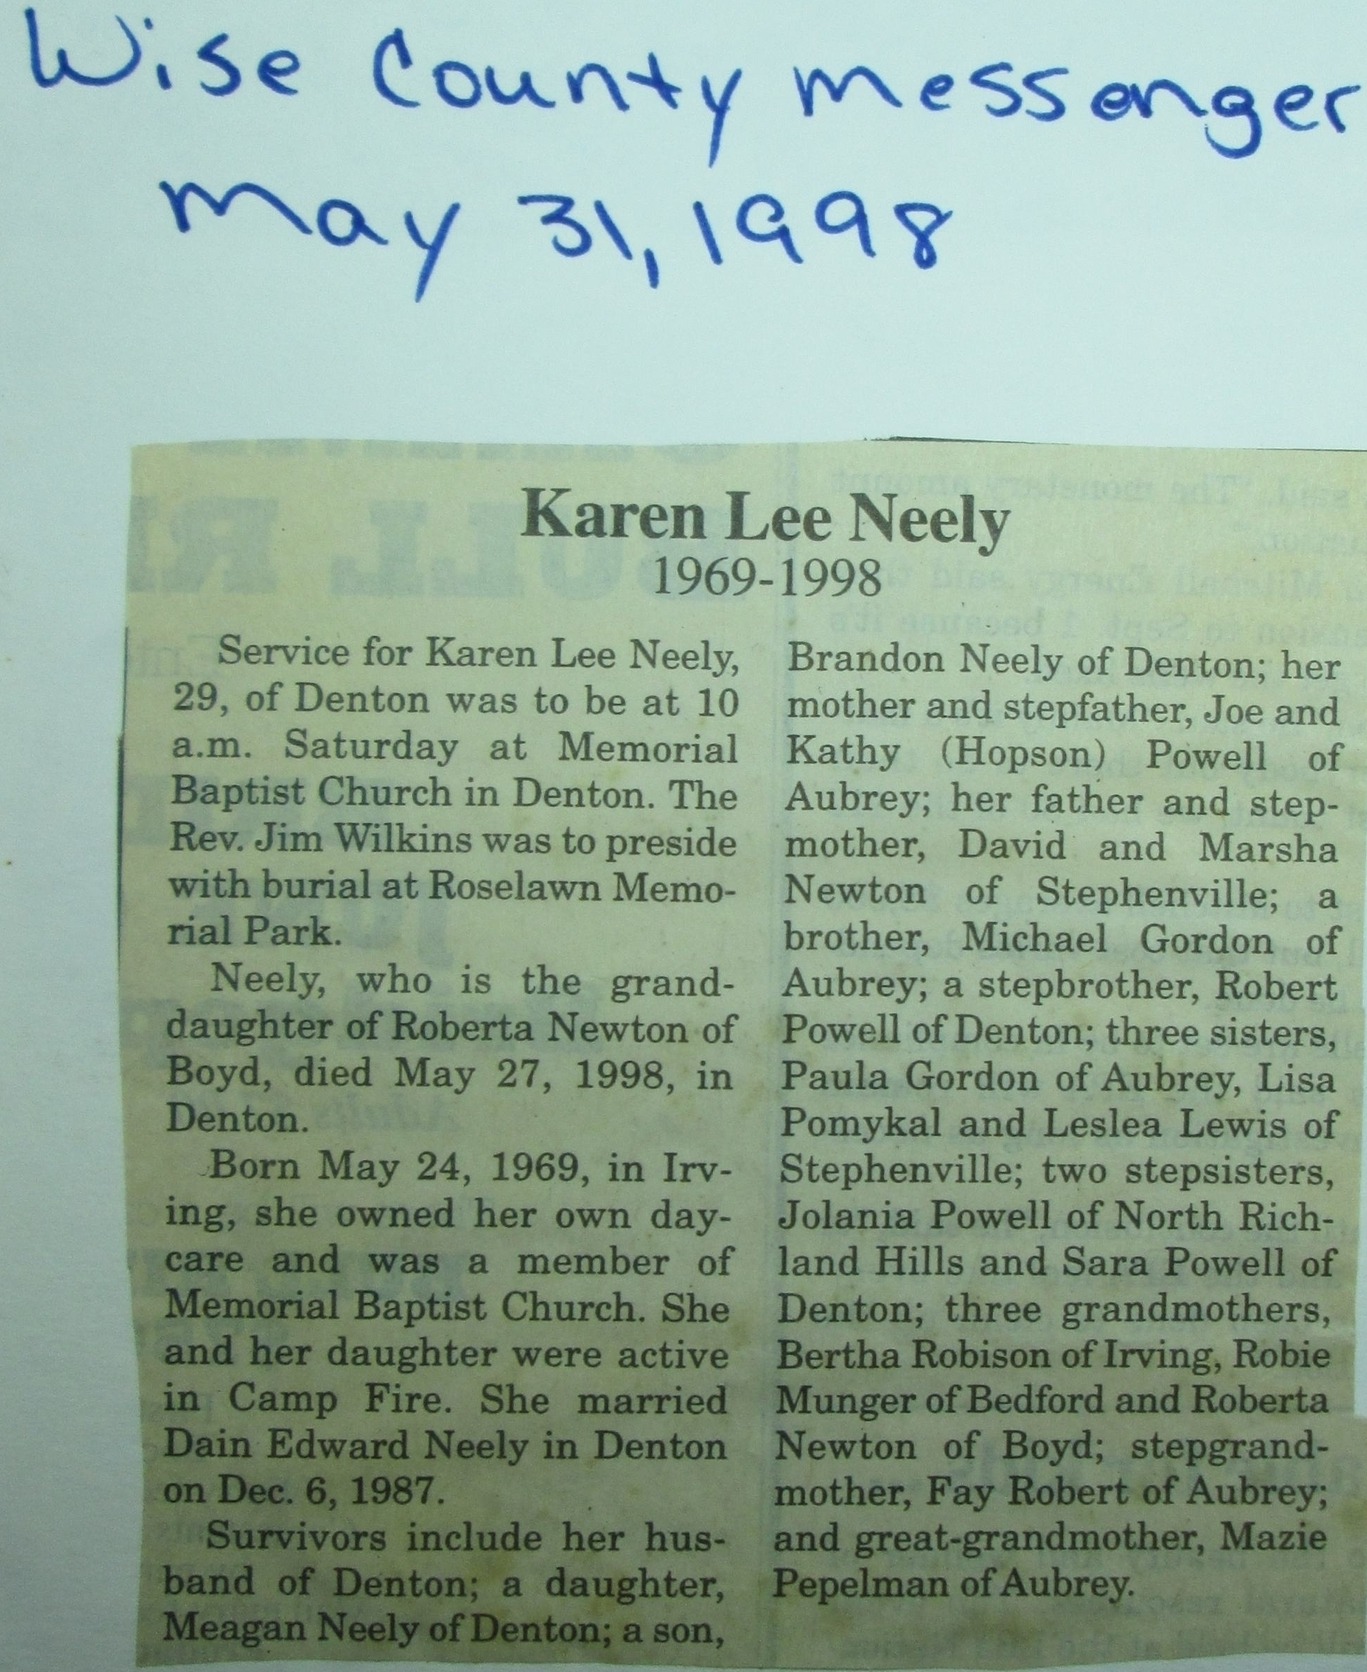 Wise County Messenger
May 31, 1998
Karen Lee Neely
1969-1998
Service for Karen Lee Neely,
29, of Denton was to be at 10
a.m. Saturday at Memorial
Baptist Church in Denton. The
Rev. Jim Wilkins was to preside
with burial at Roselawn Memo-
rial Park.
Neely, who is the grand-
daughter of Roberta Newton of
Boyd, died May 27, 1998, in
Denton.
Born May 24, 1969, in Irv-
ing, she owned her own day-
care and was a member of
Memorial Baptist Church. She
and her daughter were active
in Camp Fire. She married
Dain Edward Neely in Denton
on Dec. 6, 1987.
Survivors include her hus-
band of Denton; a daughter,
Meagan Neely of Denton; a son,
Brandon Neely of Denton; her
mother and stepfather, Joe and
Kathy (Hopson) Powell of
Aubrey; her father and step-
mother, David and Marsha
Newton of Stephenville; a
brother, Michael Gordon of
Aubrey; a stepbrother, Robert
Powell of Denton; three sisters,
Paula Gordon of Aubrey, Lisa
Pomykal and Leslea Lewis of
Stephenville; two stepsisters,
Jolania Powell of North Rich-
land Hills and Sara Powell of
Denton; three grandmothers,
Bertha Robison of Irving, Robie
Munger of Bedford and Roberta
Newton of Boyd; stepgrand-
mother, Fay Robert of Aubrey;
and great-grandmother, Mazie
Pepelman of Aubrey.